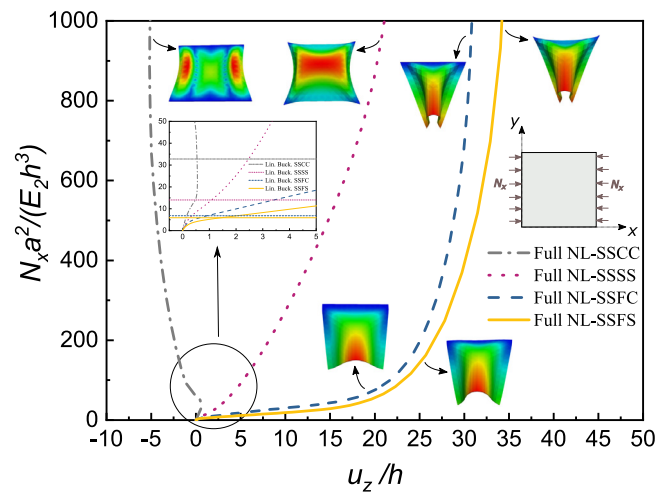 1000
800
600
400
200
0
-10 -5 0 5 10 15 20 25 30 35 40 45 50
N_x a²/(E₂h³)
u_z /h
50
40
30
20
10
0
0 1 2 3 4 5
Lin. Buck. SSCC
Lin. Buck. SSSS
Lin. Buck. SSFC
Lin. Buck. SSFS
y
N_x N_x
x
Full NL-SSCC
Full NL-SSSS
Full NL-SSFC
Full NL-SSFS